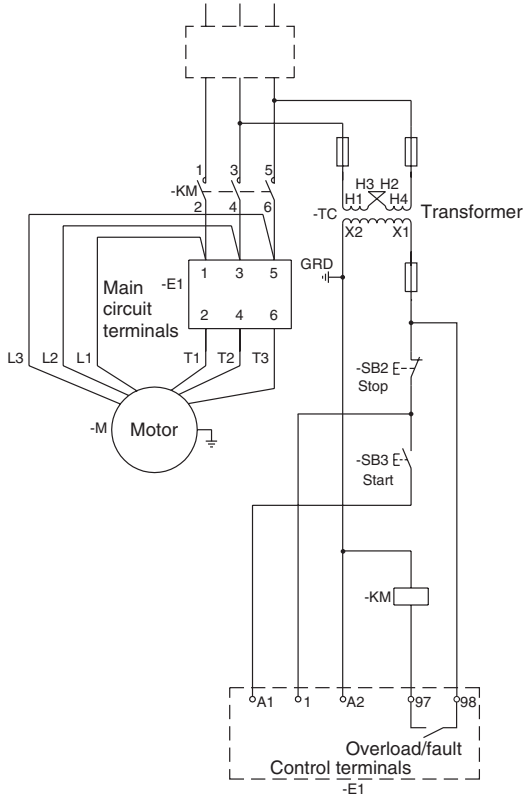 1 3 5
-KM
2 4 6
H3 H2
H1 H4
-TC
Transformer
X2 X1
GRD
Main
circuit
terminals
-E1
1 3 5
2 4 6
L3 L2 L1 T1 T2 T3
-M
Motor
-SB2
Stop
-SB3
Start
-KM
A1 1 A2 97 98
Overload/fault
Control terminals
-E1